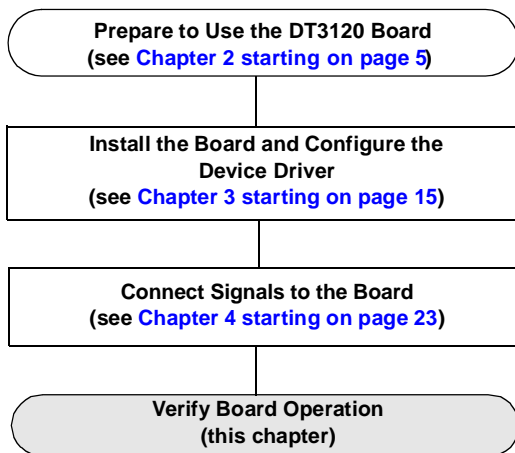 Prepare to Use the DT3120 Board
(see Chapter 2 starting on page 5)
Install the Board and Configure the
Device Driver
(see Chapter 3 starting on page 15)
Connect Signals to the Board
(see Chapter 4 starting on page 23)
Verify Board Operation
(this chapter)